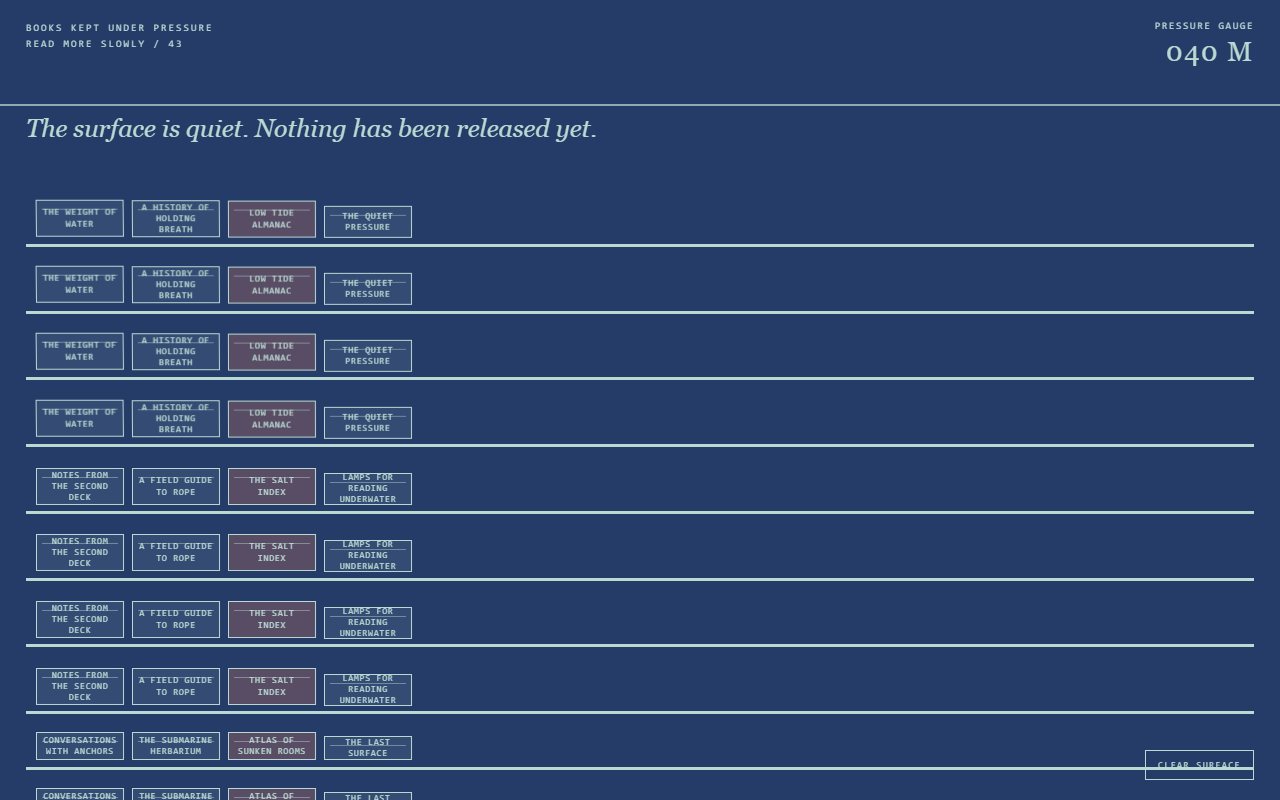 BOOKS KEPT UNDER PRESSURE
READ MORE SLOWLY / 43
PRESSURE GAUGE
040 M
The surface is quiet. Nothing has been released yet.
THE WEIGHT OF
WATER
A HISTORY OF
HOLDING
BREATH
LOW TIDE
ALMANAC
THE QUIET
PRESSURE
THE WEIGHT OF
WATER
A HISTORY OF
HOLDING
BREATH
LOW TIDE
ALMANAC
THE QUIET
PRESSURE
THE WEIGHT OF
WATER
A HISTORY OF
HOLDING
BREATH
LOW TIDE
ALMANAC
THE QUIET
PRESSURE
THE WEIGHT OF
WATER
A HISTORY OF
HOLDING
BREATH
LOW TIDE
ALMANAC
THE QUIET
PRESSURE
NOTES FROM
THE SECOND
DECK
A FIELD GUIDE
TO ROPE
THE SALT
INDEX
LAMPS FOR
READING
UNDERWATER
NOTES FROM
THE SECOND
DECK
A FIELD GUIDE
TO ROPE
THE SALT
INDEX
LAMPS FOR
READING
UNDERWATER
NOTES FROM
THE SECOND
DECK
A FIELD GUIDE
TO ROPE
THE SALT
INDEX
LAMPS FOR
READING
UNDERWATER
NOTES FROM
THE SECOND
DECK
A FIELD GUIDE
TO ROPE
THE SALT
INDEX
LAMPS FOR
READING
UNDERWATER
CONVERSATIONS
WITH ANCHORS
THE SUBMARINE
HERBARIUM
ATLAS OF
SUNKEN ROOMS
THE LAST
SURFACE
CLEAR SURFACE
CONVERSATIONS
THE SUBMARINE
ATLAS OF
THE LAST